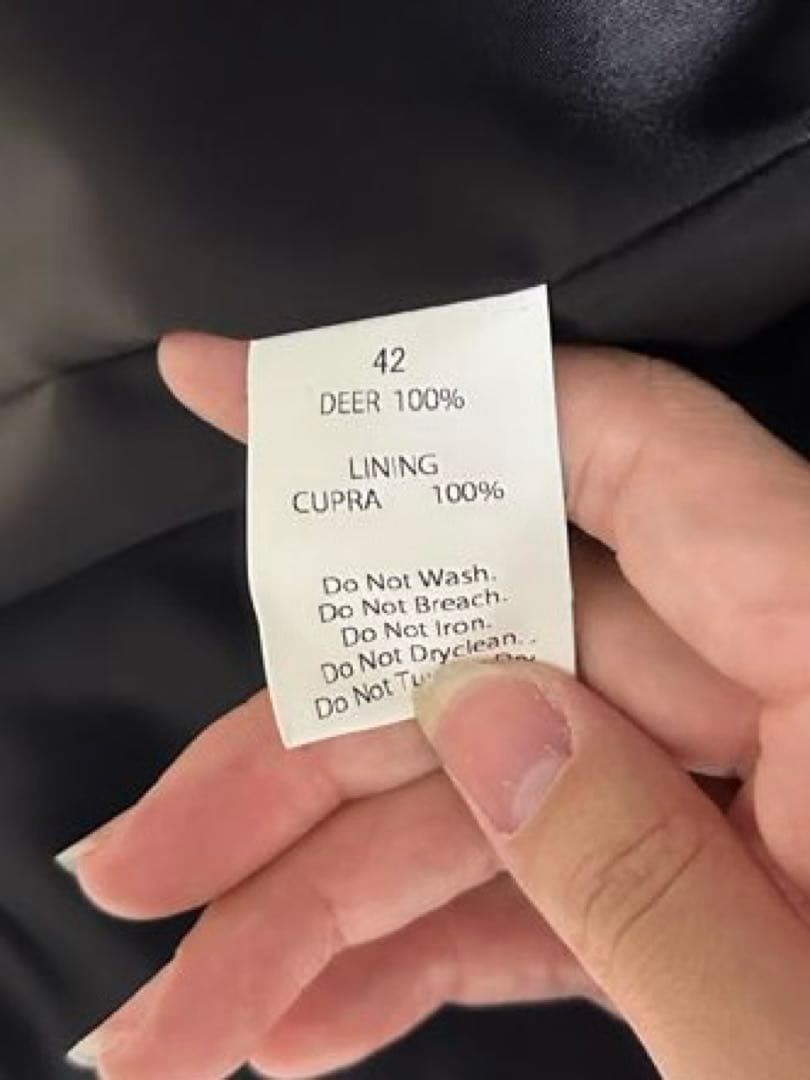 42
DEER 100%
LINING
CUPRA 100%
Do Not Wash.
Do Not Breach.
Do Not Iron.
Do Not Dryclean. .
Do Not